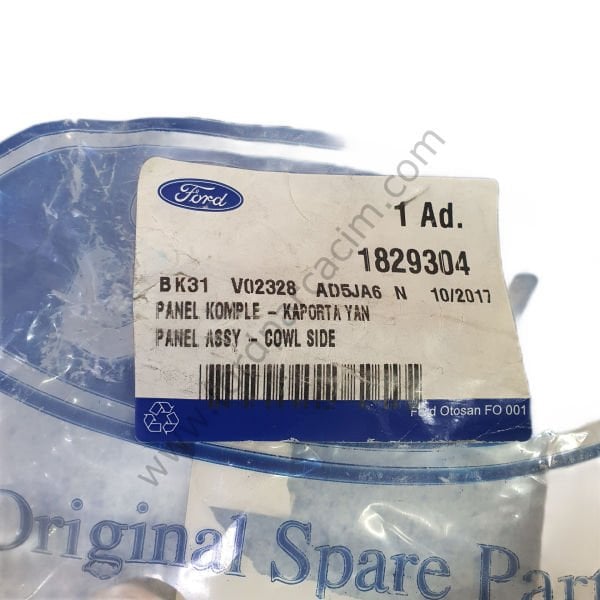 Ford
1 Ad.
1829304
BK31 V02328 AD5JA6 N 10/2017
PANEL KOMPLE - KAPORTA YAN
PANEL ASSY - COWL SIDE
Ford Otosan FO 001
Original Spare Part